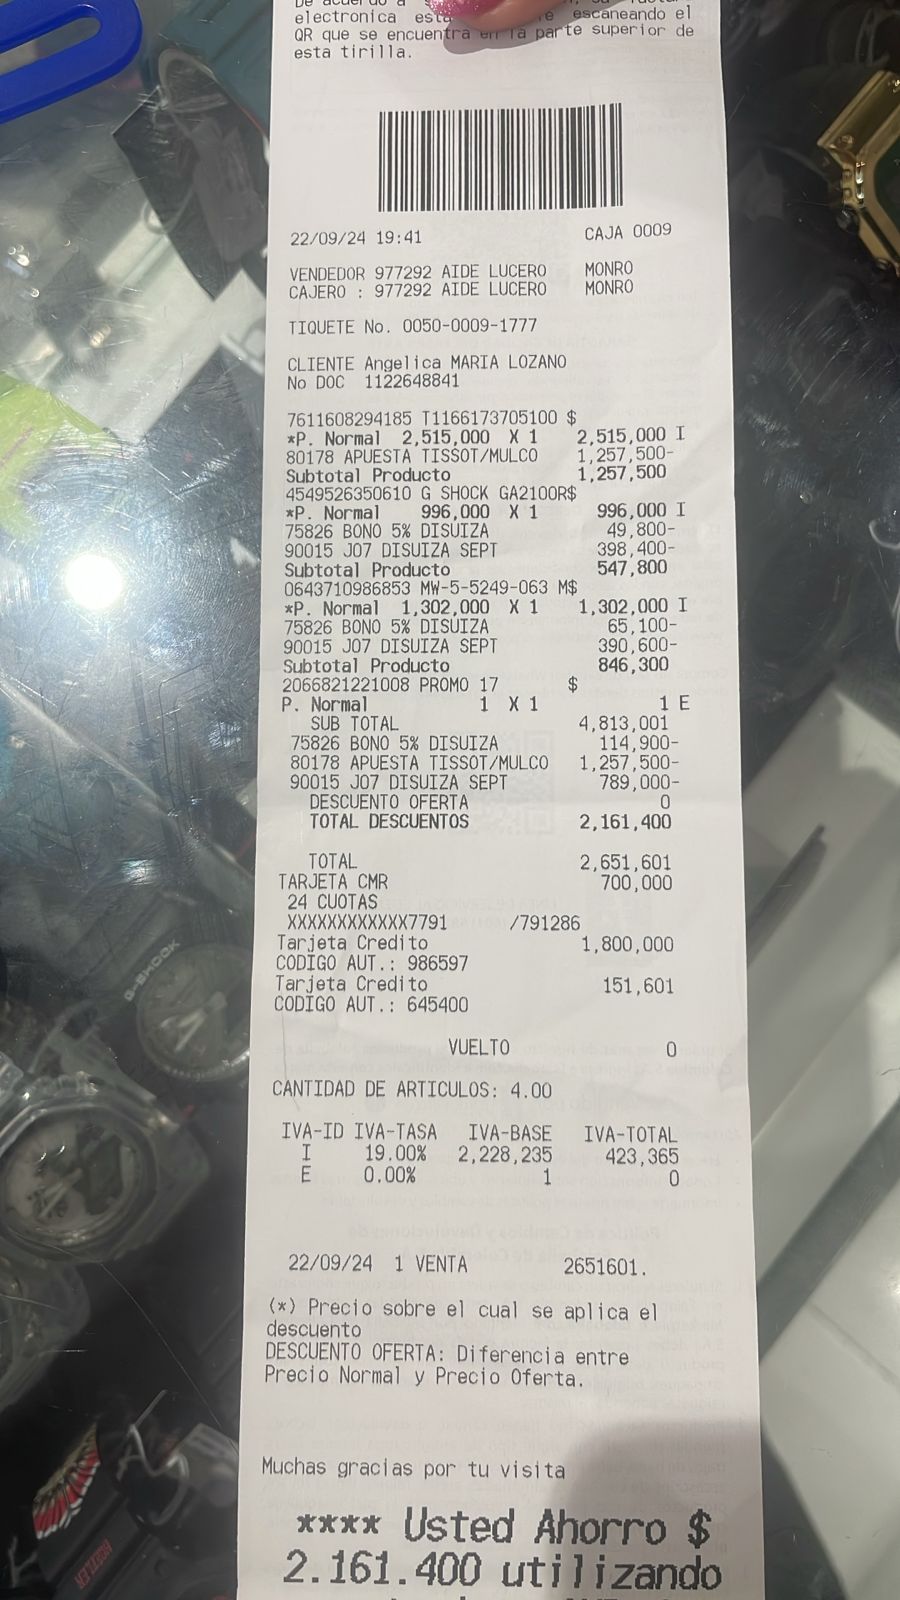 De acuerdo a
electronica escaneando el
QR que se encuentra en la parte superior de
esta tirilla.
22/09/24 19:41 CAJA 0009
VENDEDOR 977292 AIDE LUCERO MONRO
CAJERO : 977292 AIDE LUCERO MONRO
TIQUETE No. 0050-0009-1777
CLIENTE Angelica MARIA LOZANO
No DOC 1122648841
7611608294185 T1166173705100 $
*P. Normal 2,515,000 X 1 2,515,000 I
80178 APUESTA TISSOT/MULCO 1,257,500-
Subtotal Producto 1,257,500
4549526350610 G SHOCK GA2100R$
*P. Normal 996,000 X 1 996,000 I
75826 BONO 5% DISUIZA 49,800-
90015 J07 DISUIZA SEPT 398,400-
Subtotal Producto 547,800
0643710986853 MW-5-5249-063 M$
*P. Normal 1,302,000 X 1 1,302,000 I
75826 BONO 5% DISUIZA 65,100-
90015 J07 DISUIZA SEPT 390,600-
Subtotal Producto 846,300
2066821221008 PROMO 17 $
P. Normal 1 X 1 1 E
SUB TOTAL 4,813,001
75826 BONO 5% DISUIZA 114,900-
80178 APUESTA TISSOT/MULCO 1,257,500-
90015 J07 DISUIZA SEPT 789,000-
DESCUENTO OFERTA 0
TOTAL DESCUENTOS 2,161,400
TOTAL 2,651,601
TARJETA CMR 700,000
24 CUOTAS
XXXXXXXXXXXX7791 /791286
Tarjeta Credito 1,800,000
CODIGO AUT.: 986597
Tarjeta Credito 151,601
CODIGO AUT.: 645400
VUELTO 0
CANTIDAD DE ARTICULOS: 4.00
IVA-ID IVA-TASA IVA-BASE IVA-TOTAL
I 19.00% 2,228,235 423,365
E 0.00% 1 0
22/09/24 1 VENTA 2651601.
(*) Precio sobre el cual se aplica el
descuento
DESCUENTO OFERTA: Diferencia entre
Precio Normal y Precio Oferta.
Muchas gracias por tu visita
**** Usted Ahorro $
2.161.400 utilizando
G-SHOCK